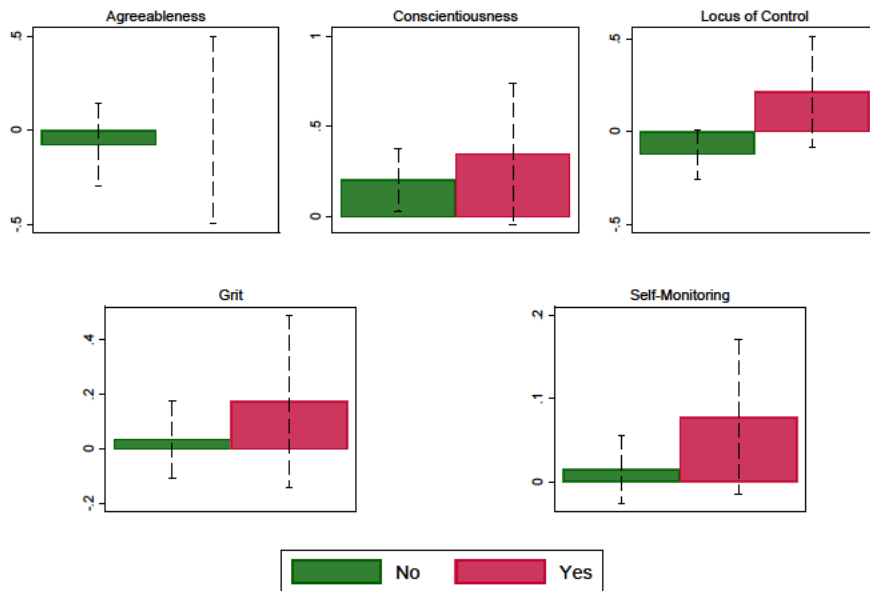 Agreeableness
.5
0
-.5
Conscientiousness
1
.5
0
Locus of Control
.5
0
-.5
Grit
.4
.2
0
-.2
Self-Monitoring
.2
.1
0
No Yes